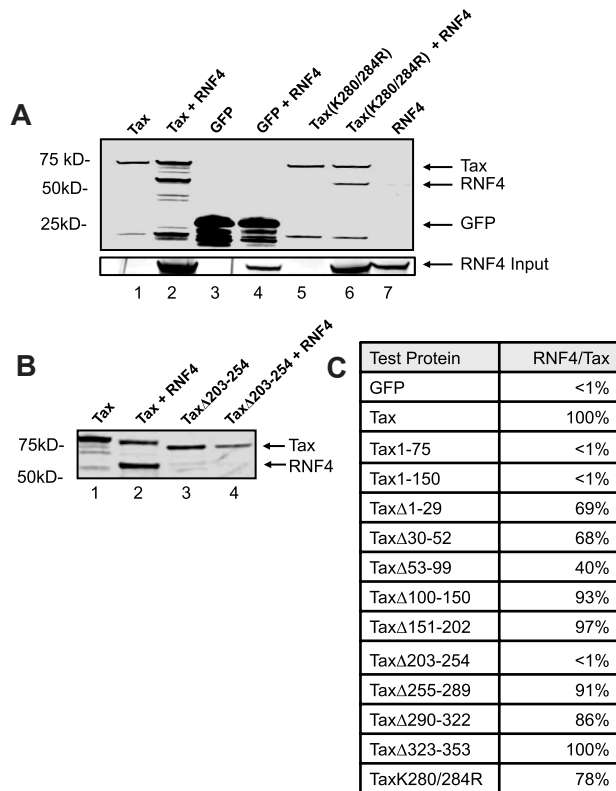 A
Tax
Tax + RNF4
GFP
GFP + RNF4
Tax(K280/284R)
Tax(K280/284R) + RNF4
RNF4
75 kD-
50kD-
25kD-
Tax
RNF4
GFP
RNF4 Input
1 2 3 4 5 6 7
B
Tax
Tax + RNF4
TaxΔ203-254
TaxΔ203-254 + RNF4
75kD-
50kD-
Tax
RNF4
1 2 3 4
C
Test Protein RNF4/Tax
GFP <1%
Tax 100%
Tax1-75 <1%
Tax1-150 <1%
TaxΔ1-29 69%
TaxΔ30-52 68%
TaxΔ53-99 40%
TaxΔ100-150 93%
TaxΔ151-202 97%
TaxΔ203-254 <1%
TaxΔ255-289 91%
TaxΔ290-322 86%
TaxΔ323-353 100%
TaxK280/284R 78%